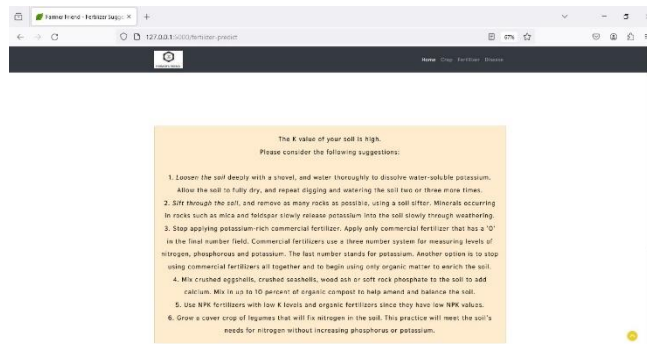 Farmer Friend - Fertilizer Sugge
127.0.0.1:5000/fertilizer-predict
67%
Home Crop Fertilizer Disease
The K value of your soil is high.
Please consider the following suggestions:
1. Loosen the soil deeply with a shovel, and water thoroughly to dissolve water-soluble potassium.
Allow the soil to fully dry, and repeat digging and watering the soil two or three more times.
2. Sift through the soil, and remove as many rocks as possible, using a soil sifter. Minerals occurring
in rocks such as mica and feldspar slowly release potassium into the soil slowly through weathering.
3. Stop applying potassium-rich commercial fertilizer. Apply only commercial fertilizer that has a '0'
in the final number field. Commercial fertilizers use a three number system for measuring levels of
nitrogen, phosphorous and potassium. The last number stands for potassium. Another option is to stop
using commercial fertilizers all together and to begin using only organic matter to enrich the soil.
4. Mix crushed eggshells, crushed seashells, wood ash or soft rock phosphate to the soil to add
calcium. Mix in up to 10 percent of organic compost to help amend and balance the soil.
5. Use NPK fertilizers with low K levels and organic fertilizers since they have low NPK values.
6. Grow a cover crop of legumes that will fix nitrogen in the soil. This practice will meet the soil's
needs for nitrogen without increasing phosphorus or potassium.